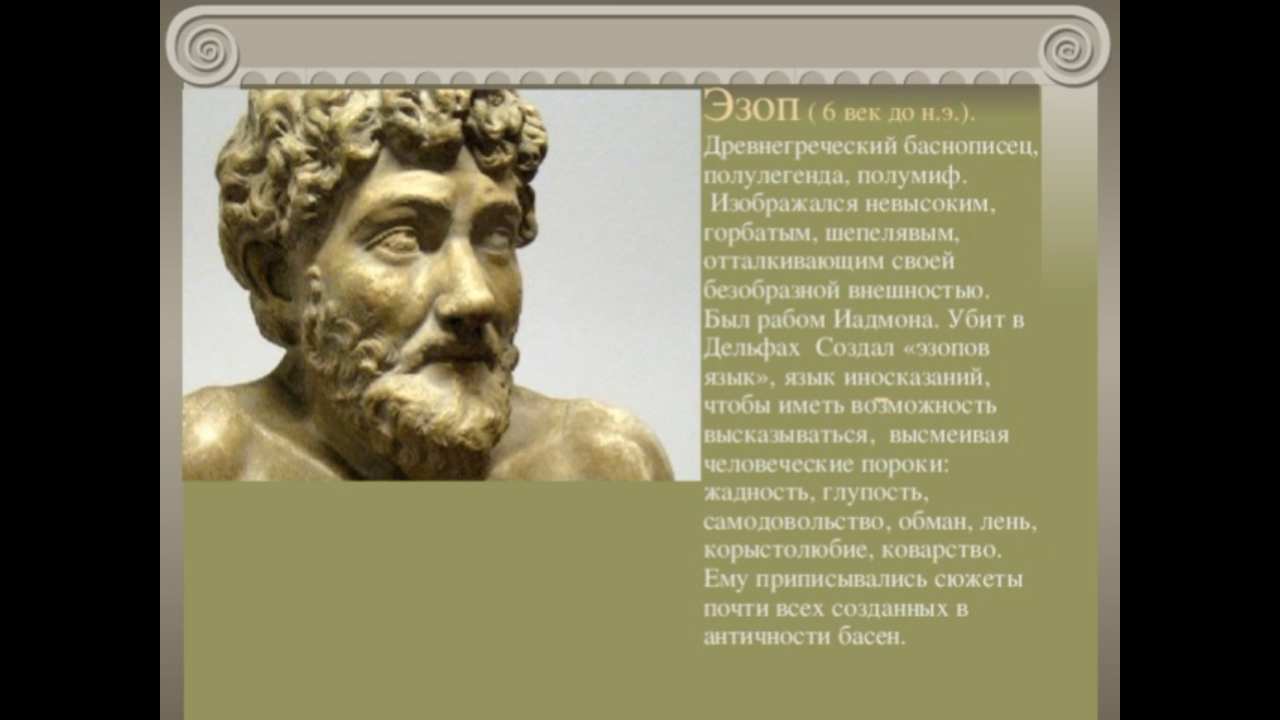 Эзоп ( 6 век до н.э.).
Древнегреческий баснописец,
полулегенда, полумиф.
Изображался невысоким,
горбатым, шепелявым,
отталкивающим своей
безобразной внешностью.
Был рабом Иадмона. Убит в
Дельфах Создал «эзопов
язык», язык иносказаний,
чтобы иметь возможность
высказываться, высмеивая
человеческие пороки:
жадность, глупость,
самодовольство, обман, лень,
корыстолюбие, коварство.
Ему приписывались сюжеты
почти всех созданных в
античности басен.